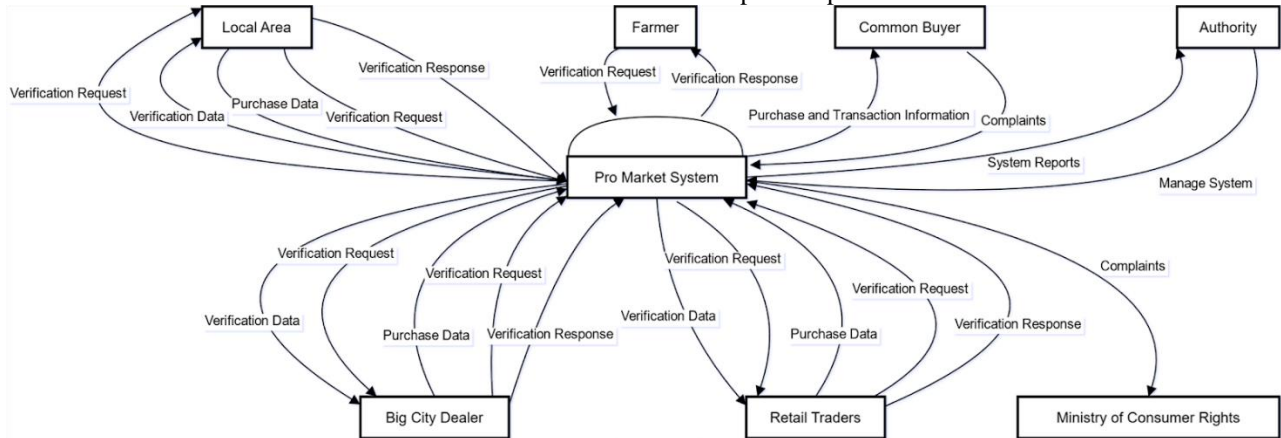 Local Area
Farmer
Common Buyer
Authority
Verification Response
Verification Request
Verification Response
Verification Request
Purchase Data
Verification Data
Verification Request
Purchase and Transaction Information
Complaints
System Reports
Pro Market System
Manage System
Verification Request
Verification Request
Complaints
Verification Request
Verification Request
Verification Data
Verification Data
Verification Response
Purchase Data
Verification Response
Purchase Data
Big City Dealer
Retail Traders
Ministry of Consumer Rights